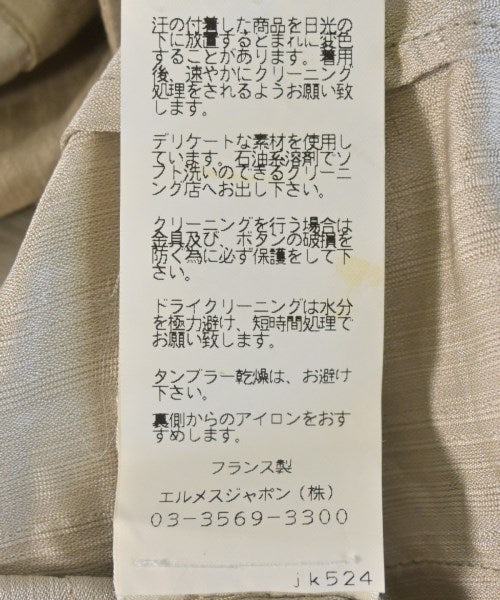 汗の付着した商品を日光の
下に放置するとまれに変色
することがあります。着用
後、速やかにクリーニング
処理をされるようお願い致
します。
デリケートな素材を使用し
ています。石油系溶剤でソ
フト洗いのできるクリーニ
ング店へお出し下さい。
クリーニングを行う場合は
金具及び、ボタンの破損を
防ぐ為に必ず保護をして下
さい。
ドライクリーニングは水分
を極力避け、短時間処理で
お願い致します。
タンブラー乾燥は、お避け
下さい。
裏側からのアイロンをおす
すめします。
フランス製
エルメスジャポン(株)
03-3569-3300
jk524